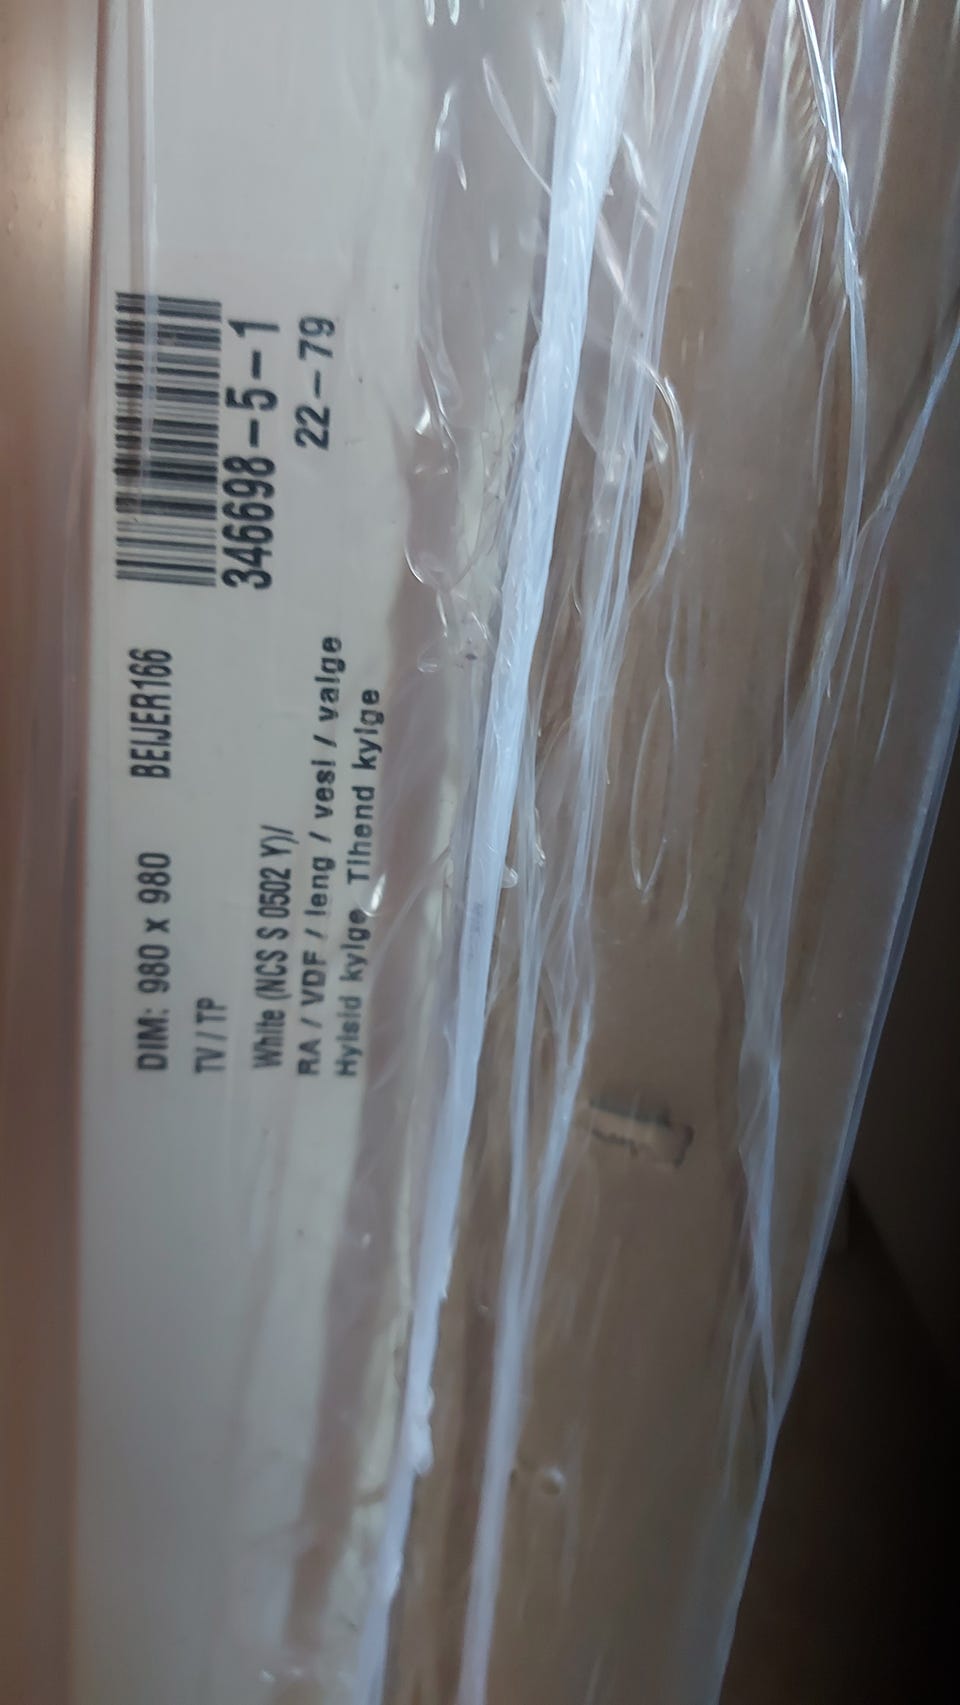 DIM: 980 x 980 BEIJER166
TV / TP
346698-5-1
White (NCS S 0502 Y)/
RA / VDF / leng / vesi / valge 22-79
Hylsid kylge Tihend kylge